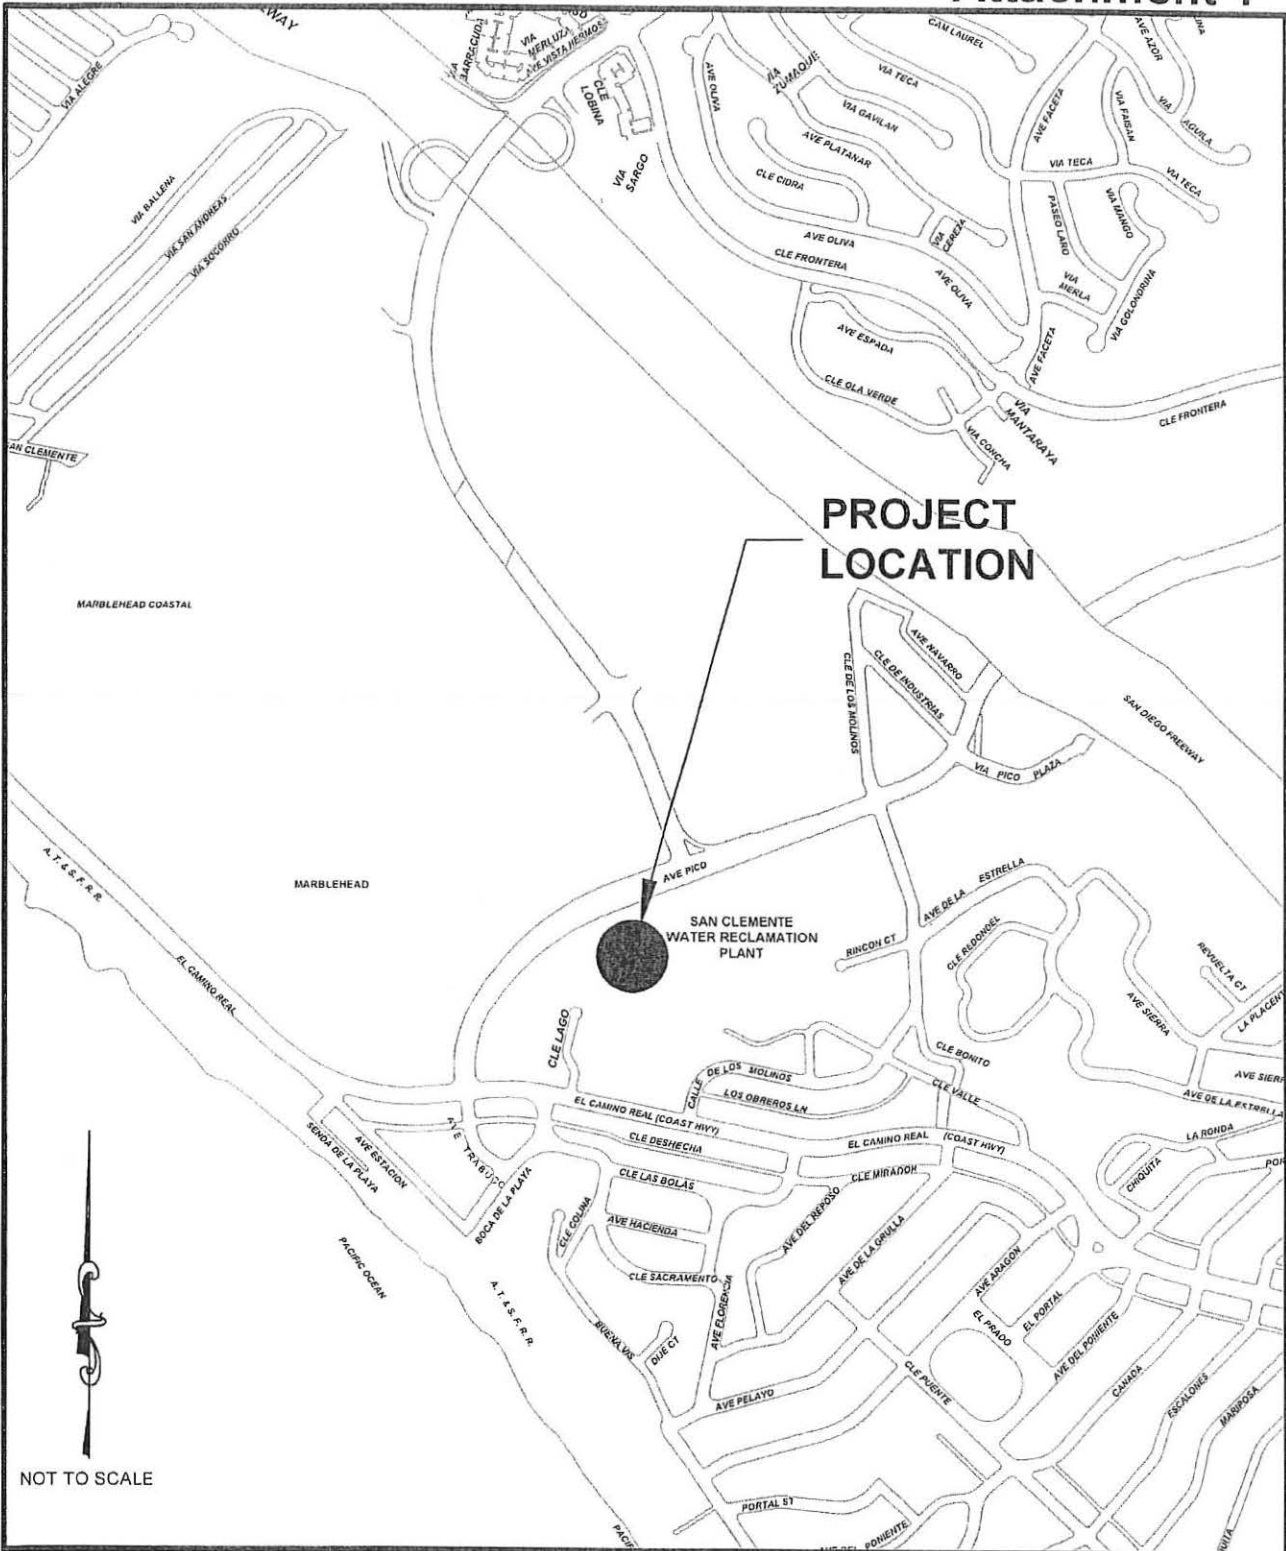 VIA ALEGRE
VIA BARRACUDA
VIA
MERLUZA
AVE VISTA HERMOSA
CLE
LOBINA
VIA
SARGO
AVE OLIVA
VIA
ZUMAQUE
CAM LAUREL
VIA TECA
VIA GAVILAN
AVE PLATANAR
CLE CIDRA
AVE FACETA
AVE AZOR
VIA FAISAN
VIA AGUILA
VIA TECA
VIA TECA
PASEO LARO
VIA MANGO
VIA
CEREZA
AVE OLIVA
CLE FRONTERA
AVE OLIVA
VIA
MERLA
VIA GOLONDRINA
VIA BALLENA
VIA SAN ANDREAS
VIA SOCORRO
AVE ESPADA
CLE OLA VERDE
AVE FACETA
VIA
MANTARAYA
VIA CONCHA
CLE FRONTERA
SAN CLEMENTE
PROJECT
LOCATION
MARBLEHEAD COASTAL
AVE NAVARRO
CLE DE INDUSTRIAS
CLE DE LOS MOLINOS
SAN DIEGO FREEWAY
VIA PICO PLAZA
A. T. & S. F. R. R.
MARBLEHEAD
AVE PICO
AVE DE LA ESTRELLA
SAN CLEMENTE
WATER RECLAMATION
PLANT
RINCON CT
CLE REDONDEL
EL CAMINO REAL
REVUELTA CT
AVE SIERRA
CLE LAGO
CLE BONITO
CALLE DE LOS MOLINOS
LOS OBREROS LN
CLE VALLE
AVE DE LA ESTRELLA
EL CAMINO REAL (COAST HWY)
EL CAMINO REAL (COAST HWY)
LA RONDA
CLE DESHECHA
SENDA DE LA PLAYA
AVE ESTACION
AVE TRABUCO
BOCA DE LA PLAYA
CLE LAS BOLAS
CLE MIRADOR
CHIQUITA
CLE COLINA
AVE HACIENDA
AVE DEL REPOSO
AVE DE LA GRULLA
PACIFIC OCEAN
CLE SACRAMENTO
AVE ARAGON
A. T. & S. F. R. R.
AVE FLORENCIA
EL PRADO
EL PORTAL
BUENA VIS
DIJE CT
AVE DEL PONIENTE
CLE PUENTE
CANADA
ESCALONES
MARIPOSA
AVE PELAYO
NOT TO SCALE
PORTAL ST